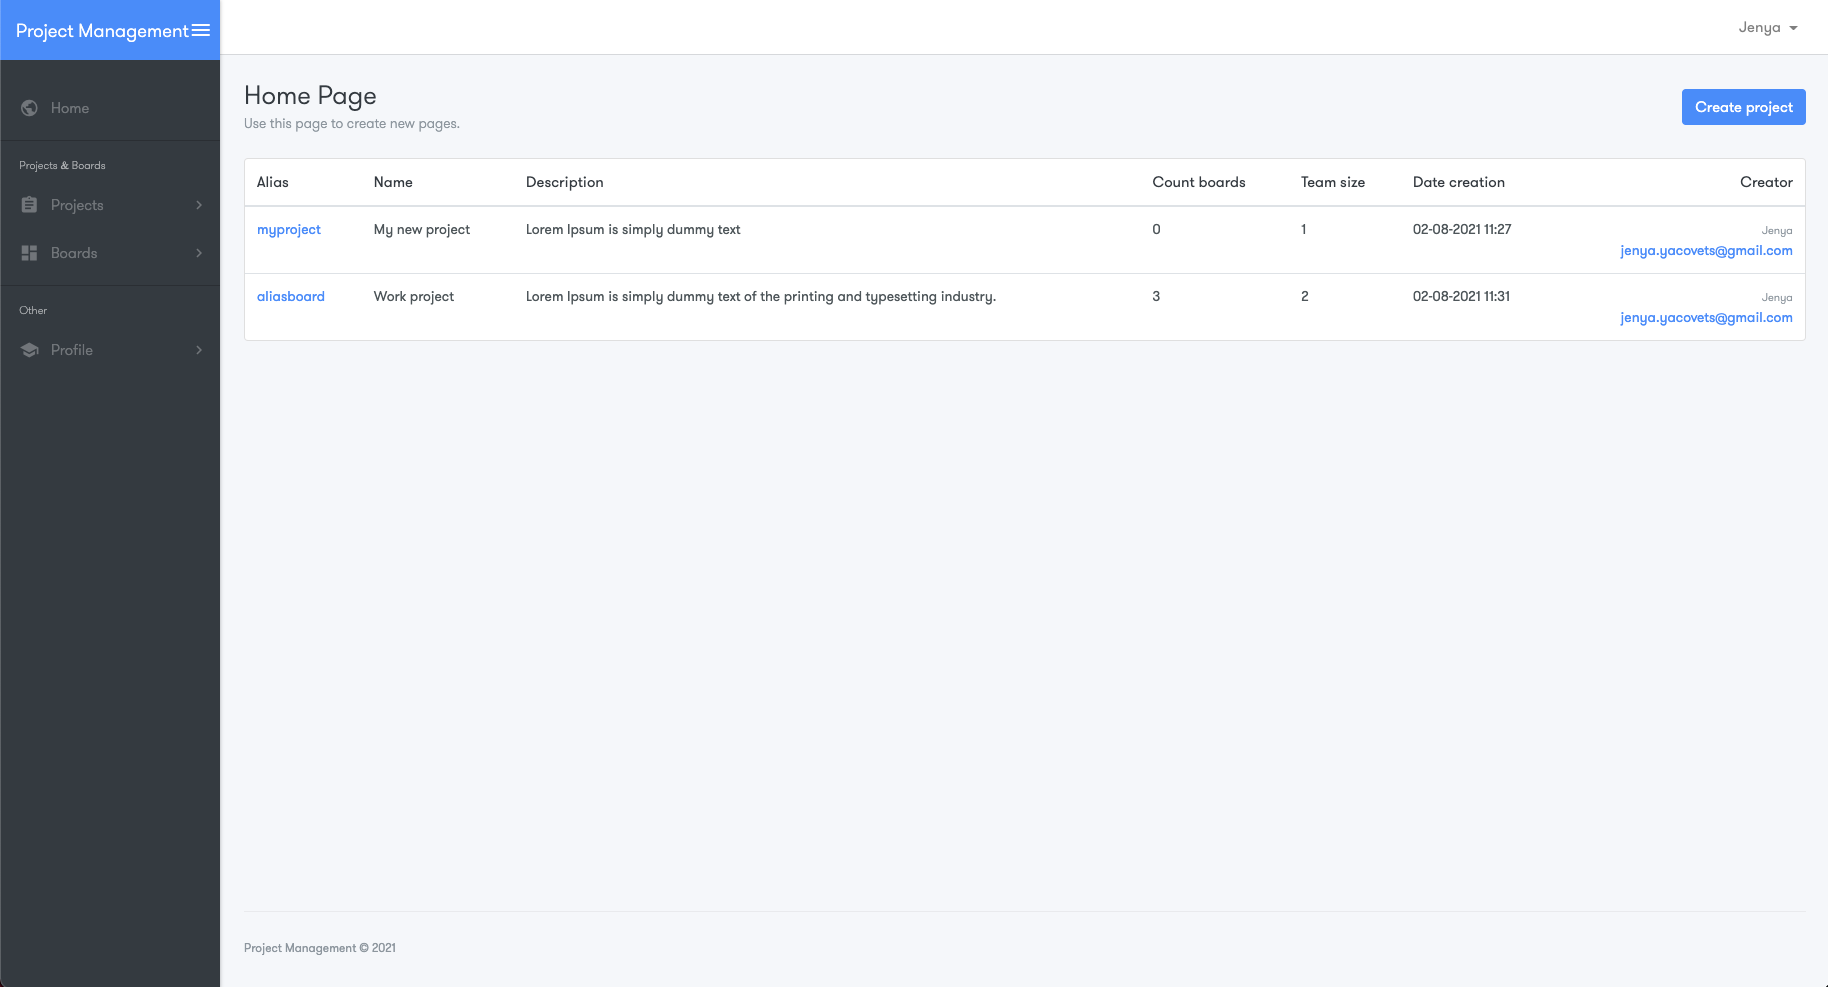 Project Management
Jenya
Home
Projects & Boards
Projects
Boards
Other
Profile
Home Page
Use this page to create new pages.
Create project
Alias Name Description Count boards Team size Date creation Creator
myproject My new project Lorem Ipsum is simply dummy text 0 1 02-08-2021 11:27 Jenya
jenya.yacovets@gmail.com
aliasboard Work project Lorem Ipsum is simply dummy text of the printing and typesetting industry. 3 2 02-08-2021 11:31 Jenya
jenya.yacovets@gmail.com
Project Management © 2021